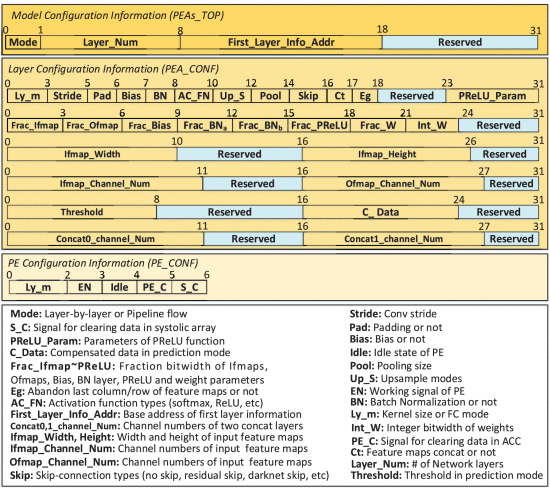 Model Configuration Information (PEAs_TOP)
0 1 8 18 31
Mode Layer_Num First_Layer_Info_Addr Reserved
Layer Configuration Information (PEA_CONF)
0 3 5 6 7 8 10 12 14 16 17 18 23 31
Ly_m Stride Pad Bias BN AC_FN Up_S Pool Skip Ct Eg Reserved PReLU_Param
0 3 6 9 12 15 18 21 24 31
Frac_Ifmap Frac_Ofmap Frac_Bias Frac_BNa Frac_BNb Frac_PReLU Frac_W Int_W Reserved
0 10 16 26 31
Ifmap_Width Reserved Ifmap_Height Reserved
0 11 16 27 31
Ifmap_Channel_Num Reserved Ofmap_Channel_Num Reserved
0 8 16 24 31
Threshold Reserved C_ Data Reserved
0 11 16 27 31
Concat0_channel_Num Reserved Concat1_channel_Num Reserved
PE Configuration Information (PE_CONF)
0 2 3 4 5 6
Ly_m EN Idle PE_C S_C
Mode: Layer-by-layer or Pipeline flow
S_C: Signal for clearing data in systolic array
PReLU_Param: Parameters of PReLU function
C_Data: Compensated data in prediction mode
Frac_Ifmap~PReLU: Fraction bitwidth of Ifmaps,
Ofmaps, Bias, BN layer, PReLU and weight parameters
Eg: Abandon last column/row of feature maps or not
AC_FN: Activation function types (softmax, ReLU, etc)
First_Layer_Info_Addr: Base address of first layer information
Concat0,1_channel_Num: Channel numbers of two concat layers
Ifmap_Width, Height: Width and height of input feature maps
Ifmap_Channel_Num: Channel numbers of input feature maps
Ofmap_Channel_Num: Channel numbers of input feature maps
Skip: Skip-connection types (no skip, residual skip, darknet skip, etc)
Stride: Conv stride
Pad: Padding or not
Bias: Bias or not
Idle: Idle state of PE
Pool: Pooling size
Up_S: Upsample modes
EN: Working signal of PE
BN: Batch Normalization or not
Ly_m: Kernel size or FC mode
Int_W: Integer bitwidth of weights
PE_C: Signal for clearing data in ACC
Ct: Feature maps concat or not
Layer_Num: # of Network layers
Threshold: Threshold in prediction mode